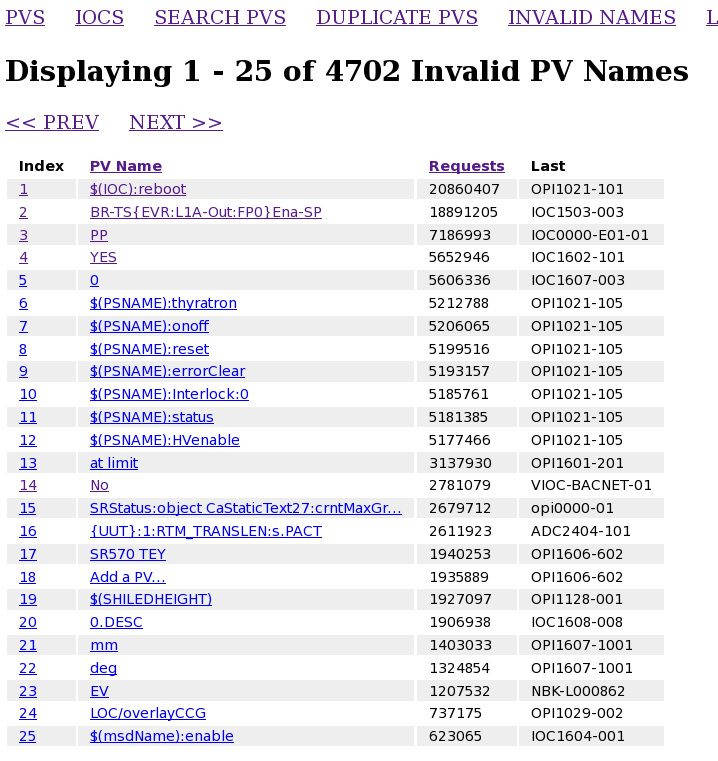 PVS IOCS SEARCH PVS DUPLICATE PVS INVALID NAMES L
Displaying 1 - 25 of 4702 Invalid PV Names
<< PREV NEXT >>
Index PV Name Requests Last
1 $(IOC):reboot 20860407 OPI1021-101
2 BR-TS{EVR:L1A-Out:FP0}Ena-SP 18891205 IOC1503-003
3 PP 7186993 IOC0000-E01-01
4 YES 5652946 IOC1602-101
5 0 5606336 IOC1607-003
6 $(PSNAME):thyratron 5212788 OPI1021-105
7 $(PSNAME):onoff 5206065 OPI1021-105
8 $(PSNAME):reset 5199516 OPI1021-105
9 $(PSNAME):errorClear 5193157 OPI1021-105
10 $(PSNAME):Interlock:0 5185761 OPI1021-105
11 $(PSNAME):status 5181385 OPI1021-105
12 $(PSNAME):HVenable 5177466 OPI1021-105
13 at limit 3137930 OPI1601-201
14 No 2781079 VIOC-BACNET-01
15 SRStatus:object CaStaticText27:crntMaxGr... 2679712 opi0000-01
16 {UUT}:1:RTM_TRANSLEN:s.PACT 2611923 ADC2404-101
17 SR570 TEY 1940253 OPI1606-602
18 Add a PV... 1935889 OPI1606-602
19 $(SHILEDHEIGHT) 1927097 OPI1128-001
20 0.DESC 1906938 IOC1608-008
21 mm 1403033 OPI1607-1001
22 deg 1324854 OPI1607-1001
23 EV 1207532 NBK-L000862
24 LOC/overlayCCG 737175 OPI1029-002
25 $(msdName):enable 623065 IOC1604-001